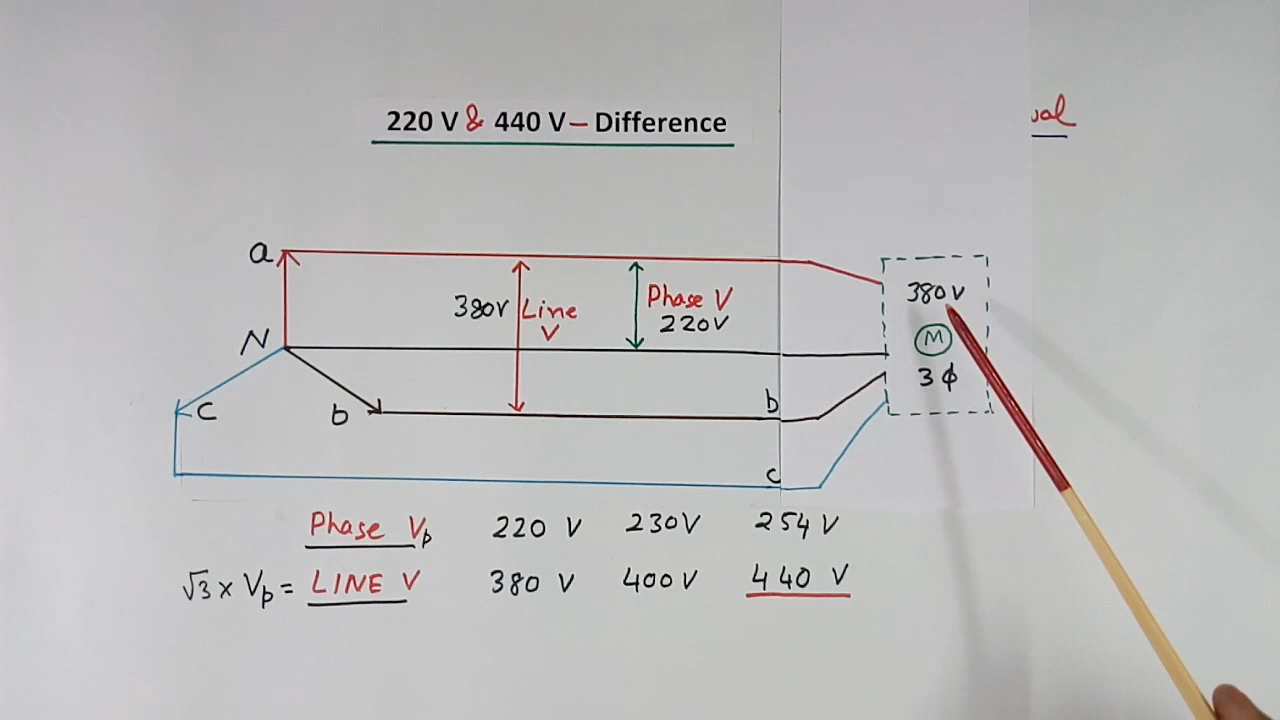 220 V & 440 V – Difference
a
N
c
b
380V
Line
V
Phase V
220V
b
c
380V
M
3 ϕ
Phase Vp 220 V 230V 254 V
√3 x Vp = LINE V 380 V 400 V 440 V